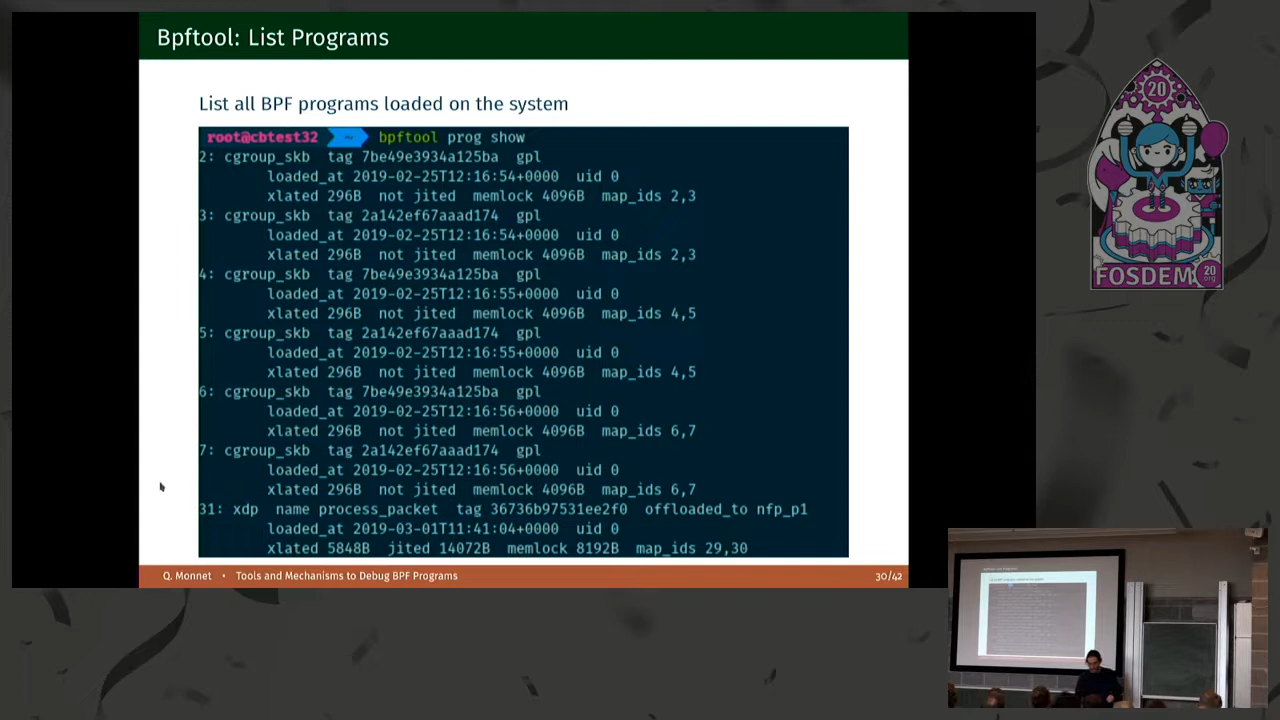 Bpftool: List Programs
List all BPF programs loaded on the system
root@cbtest32 ~ bpftool prog show
2: cgroup_skb  tag 7be49e3934a125ba  gpl
loaded_at 2019-02-25T12:16:54+0000  uid 0
xlated 296B  not jited  memlock 4096B  map_ids 2,3
3: cgroup_skb  tag 2a142ef67aaad174  gpl
loaded_at 2019-02-25T12:16:54+0000  uid 0
xlated 296B  not jited  memlock 4096B  map_ids 2,3
4: cgroup_skb  tag 7be49e3934a125ba  gpl
loaded_at 2019-02-25T12:16:55+0000  uid 0
xlated 296B  not jited  memlock 4096B  map_ids 4,5
5: cgroup_skb  tag 2a142ef67aaad174  gpl
loaded_at 2019-02-25T12:16:55+0000  uid 0
xlated 296B  not jited  memlock 4096B  map_ids 4,5
6: cgroup_skb  tag 7be49e3934a125ba  gpl
loaded_at 2019-02-25T12:16:56+0000  uid 0
xlated 296B  not jited  memlock 4096B  map_ids 6,7
7: cgroup_skb  tag 2a142ef67aaad174  gpl
loaded_at 2019-02-25T12:16:56+0000  uid 0
xlated 296B  not jited  memlock 4096B  map_ids 6,7
31: xdp  name process_packet  tag 36736b97531ee2f0  offloaded_to nfp_p1
loaded_at 2019-03-01T11:41:04+0000  uid 0
xlated 5848B  jited 14072B  memlock 8192B  map_ids 29,30
Q. Monnet • Tools and Mechanisms to Debug BPF Programs
30/42
20
FOSDEM
20
.org